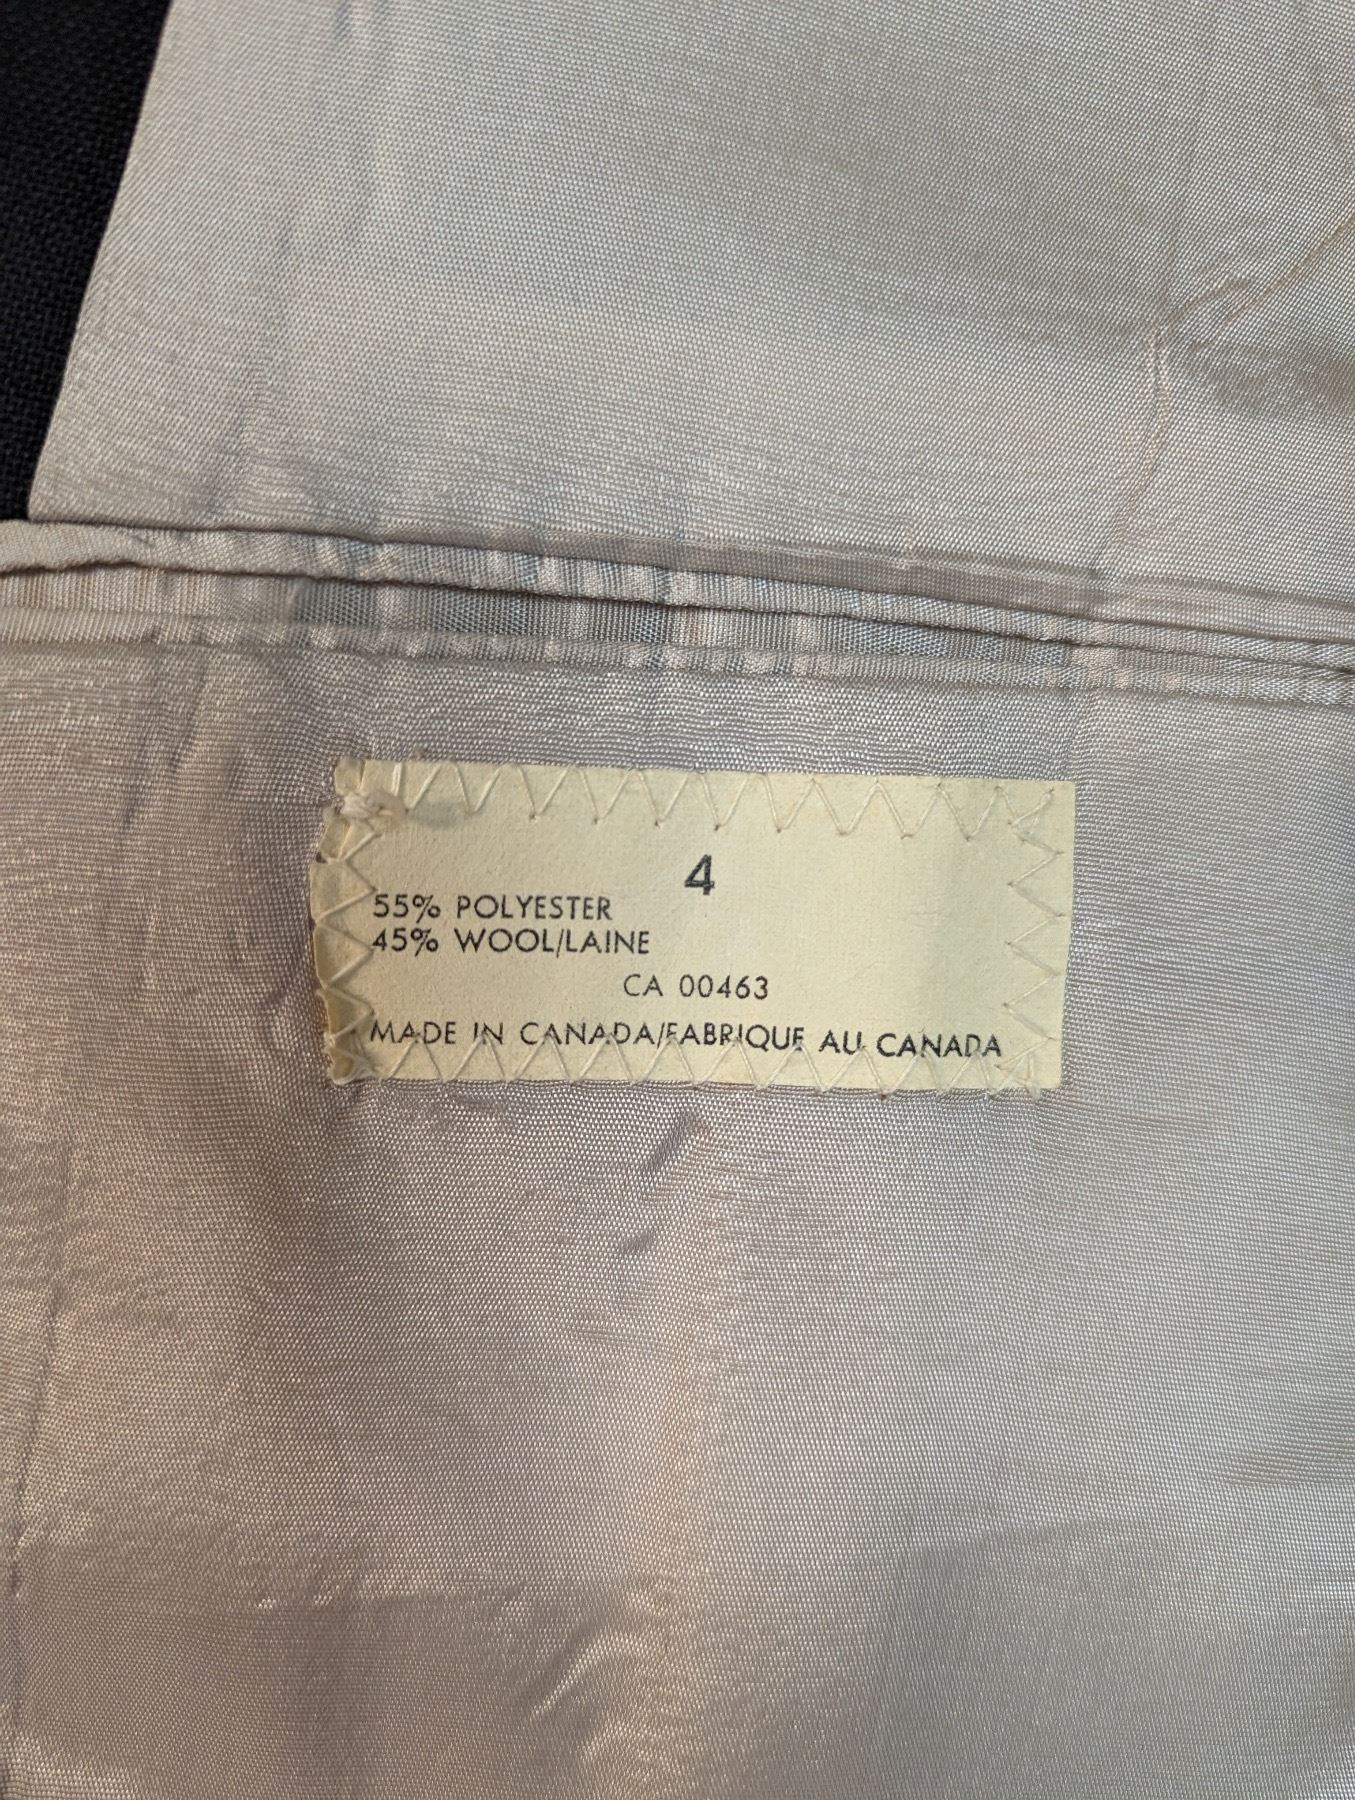 4
55% POLYESTER
45% WOOL/LAINE
CA 00463
MADE IN CANADA/FABRIQUE AU CANADA